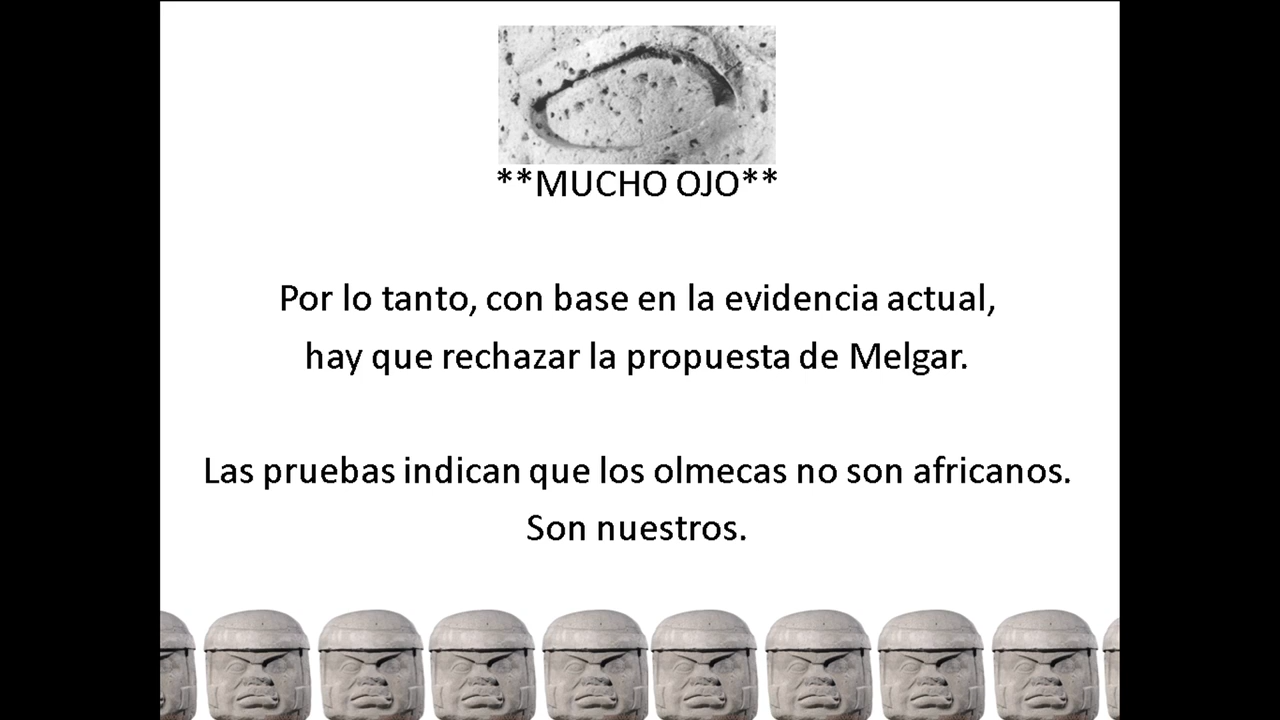 **MUCHO OJO**
Por lo tanto, con base en la evidencia actual,
hay que rechazar la propuesta de Melgar.
Las pruebas indican que los olmecas no son africanos.
Son nuestros.